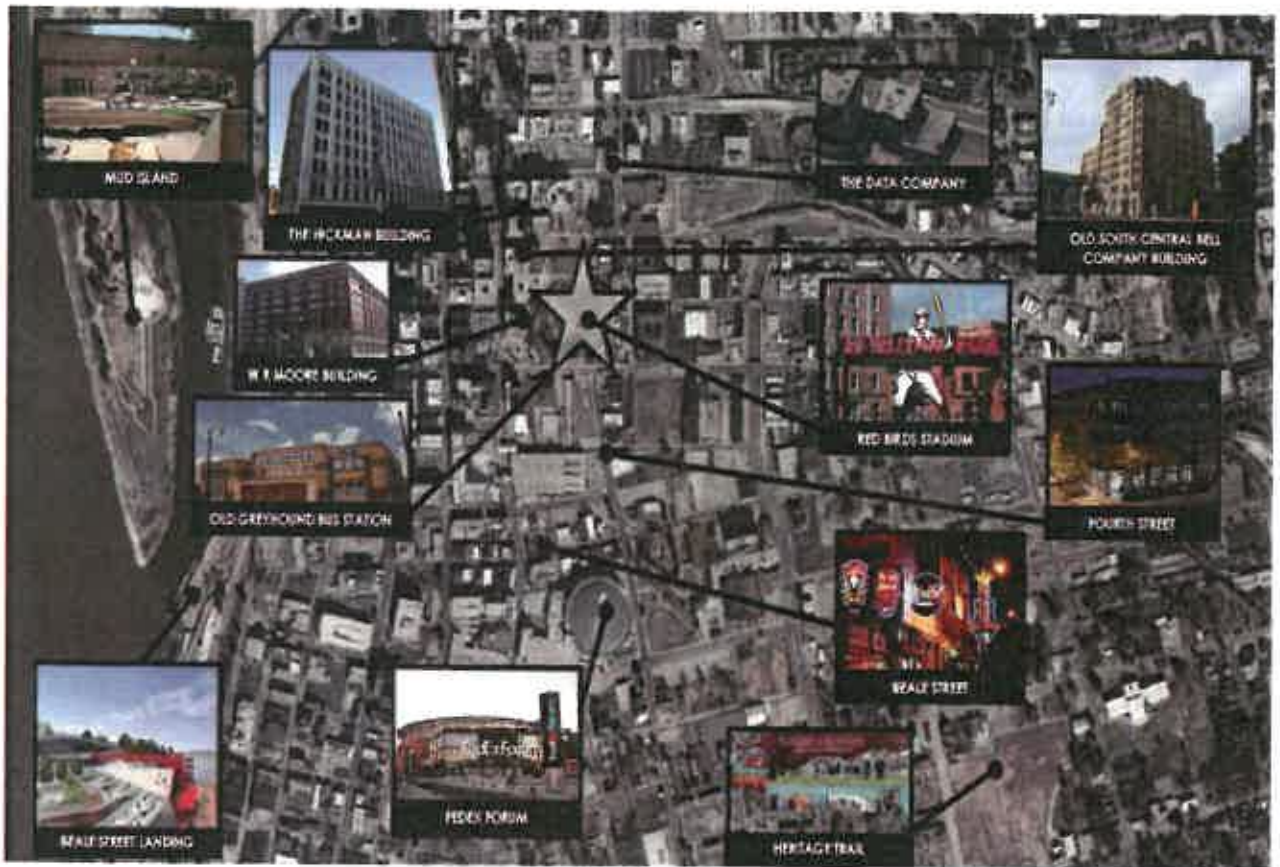 MUD ISLAND
THE HICKMAN BUILDING
THE DATA COMPANY
OLD SOUTH CENTRAL BELL
COMPANY BUILDING
W R MOORE BUILDING
RED BIRDS STADIUM
OLD GREYHOUND BUS STATION
FOURTH STREET
BEALE STREET
BEALE STREET LANDING
FEDEX FORUM
HERITAGE TRAIL